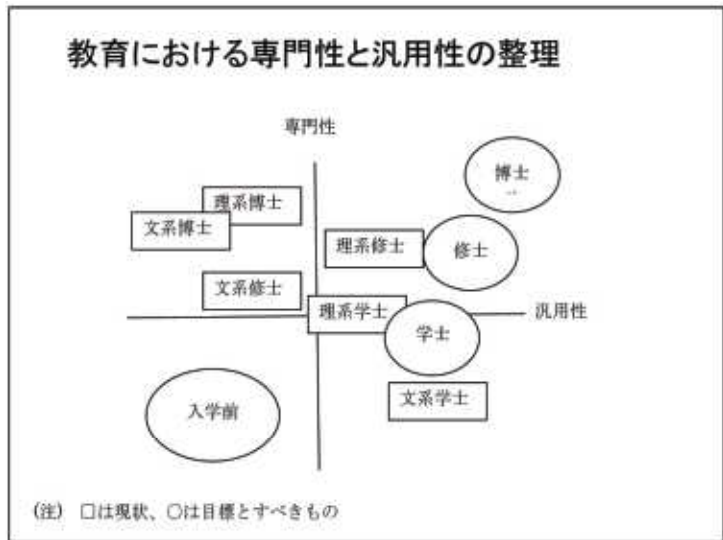 教育における専門性と汎用性の整理
専門性
博士
理系博士
文系博士
理系修士
修士
文系修士
理系学士
汎用性
学士
文系学士
入学前
(注) □は現状、○は目標とすべきもの